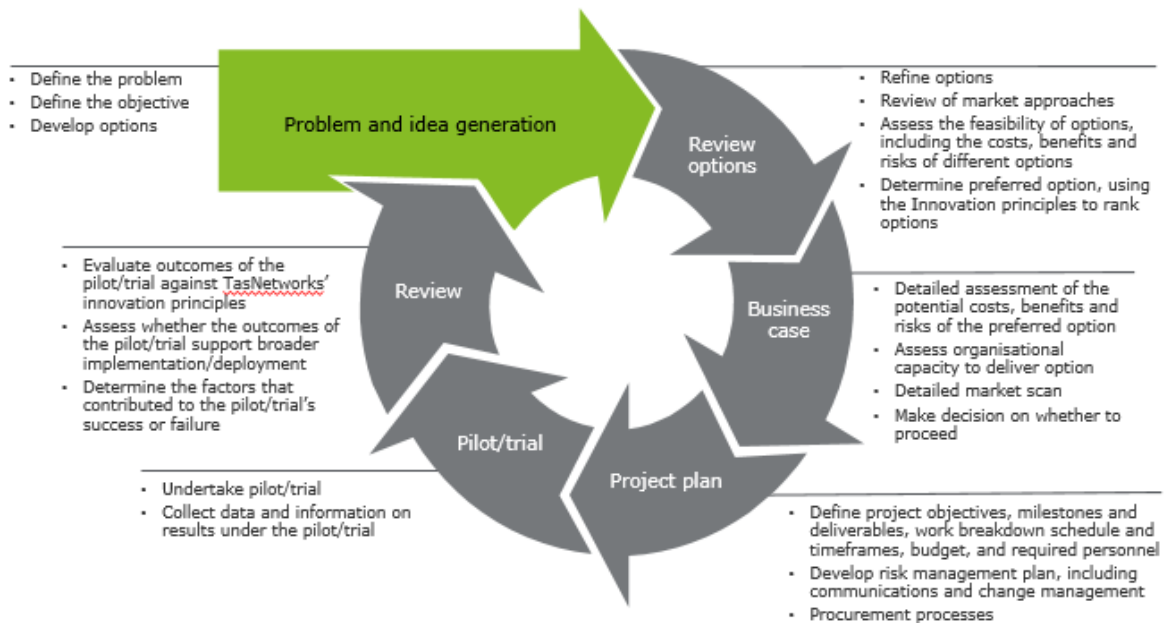 ▪ Define the problem
▪ Define the objective
▪ Develop options
Problem and idea generation
Review
options
▪ Refine options
▪ Review of market approaches
▪ Assess the feasibility of options,
including the costs, benefits and
risks of different options
▪ Determine preferred option, using
the Innovation principles to rank
options
Business
case
▪ Detailed assessment of the
potential costs, benefits and
risks of the preferred option
▪ Assess organisational
capacity to deliver option
▪ Detailed market scan
▪ Make decision on whether to
proceed
Project plan
▪ Define project objectives, milestones and
deliverables, work breakdown schedule and
timeframes, budget, and required personnel
▪ Develop risk management plan, including
communications and change management
▪ Procurement processes
Pilot/trial
▪ Undertake pilot/trial
▪ Collect data and information on
results under the pilot/trial
Review
▪ Evaluate outcomes of the
pilot/trial against TasNetworks'
innovation principles
▪ Assess whether the outcomes of
the pilot/trial support broader
implementation/deployment
▪ Determine the factors that
contributed to the pilot/trial's
success or failure